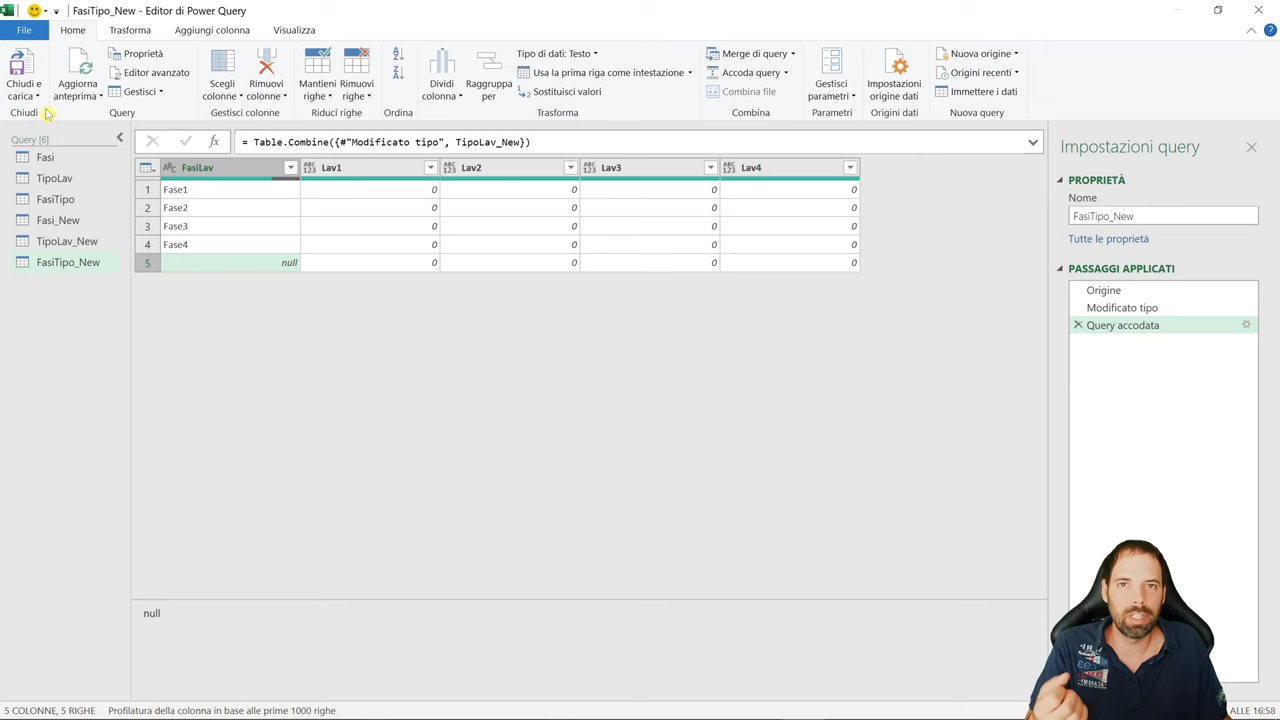 FasiTipo_New - Editor di Power Query
File
Home
Trasforma
Aggiungi colonna
Visualizza
Chiudi e carica
Chiudi
Aggiorna anteprima
Proprietà
Editor avanzato
Gestisci
Query
Scegli colonne
Rimuovi colonne
Gestisci colonne
Mantieni righe
Rimuovi righe
Riduci righe
Ordina
Dividi colonna
Raggruppa per
Tipo di dati: Testo
Usa la prima riga come intestazione
Sostituisci valori
Trasforma
Merge di query
Accoda query
Combina file
Combina
Gestisci parametri
Parametri
Impostazioni origine dati
Origini dati
Nuova origine
Origini recenti
Immettere i dati
Nuova query
Query [6]
Fasi
TipoLav
FasiTipo
Fasi_New
TipoLav_New
FasiTipo_New
fx = Table.Combine({#"Modificato tipo", TipoLav_New})
FasiLav Lav1 Lav2 Lav3 Lav4
1 Fase1 0 0 0 0
2 Fase2 0 0 0 0
3 Fase3 0 0 0 0
4 Fase4 0 0 0 0
5 null 0 0 0 0
null
Impostazioni query
PROPRIETÀ
Nome
FasiTipo_New
Tutte le proprietà
PASSAGGI APPLICATI
Origine
Modificato tipo
Query accodata
5 COLONNE, 5 RIGHE Profilatura della colonna in base alle prime 1000 righe
ALLE 16:58